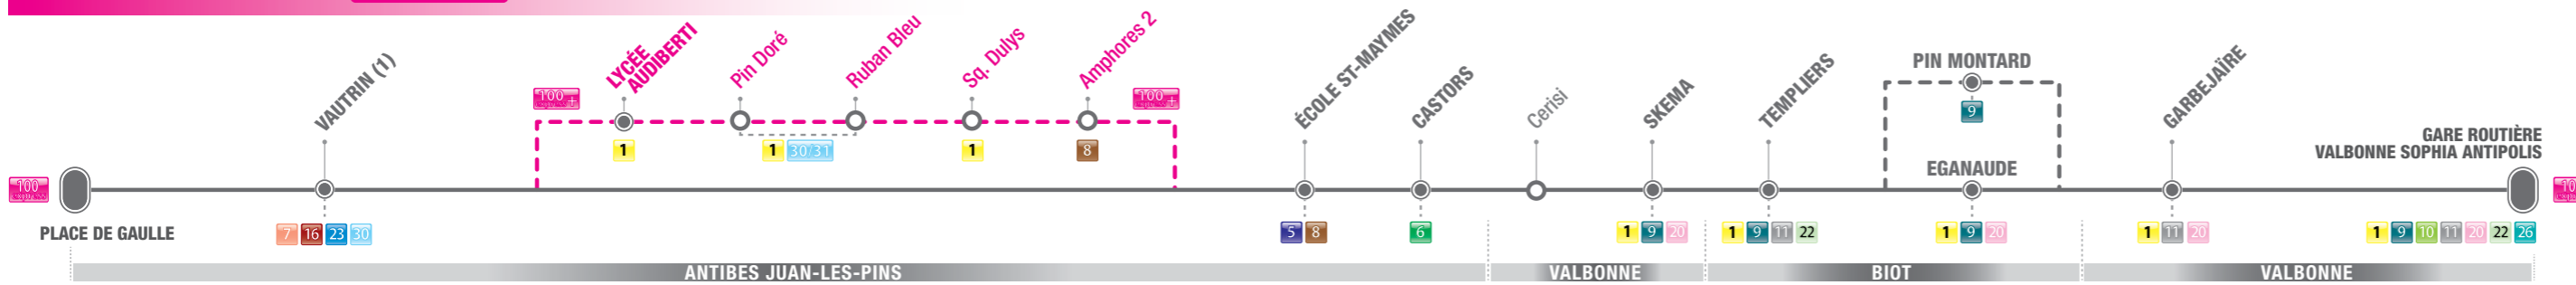 VAUTRIN (1)
LYCÉE
AUDIBERTI
Pin Doré
Ruban Bleu
Sq. Dulys
Amphores 2
ÉCOLE ST-MAYMES
CASTORS
Cerisi
SKEMA
TEMPLIERS
PIN MONTARD
GARBEJAÏRE
100 +
100 +
9
GARE ROUTIÈRE
VALBONNE SOPHIA ANTIPOLIS
1
1 30/31
1
8
EGANAUDE
100
10
PLACE DE GAULLE
7 16 23 30
5 8
6
1 9 20
1 9 11 22
1 9 20
1 11 20
1 9 10 11 20 22 26
ANTIBES JUAN-LES-PINS
VALBONNE
BIOT
VALBONNE